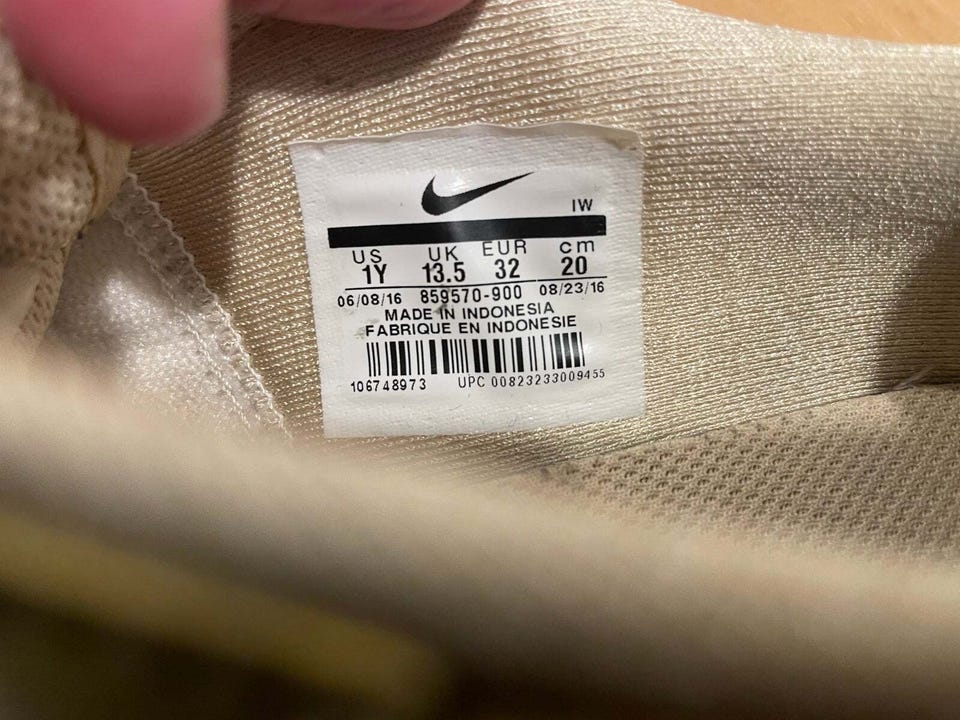 IW
US UK EUR cm
1Y 13.5 32 20
06/08/16 859570-900 08/23/16
MADE IN INDONESIA
FABRIQUE EN INDONESIE
106748973 UPC 00823233009455